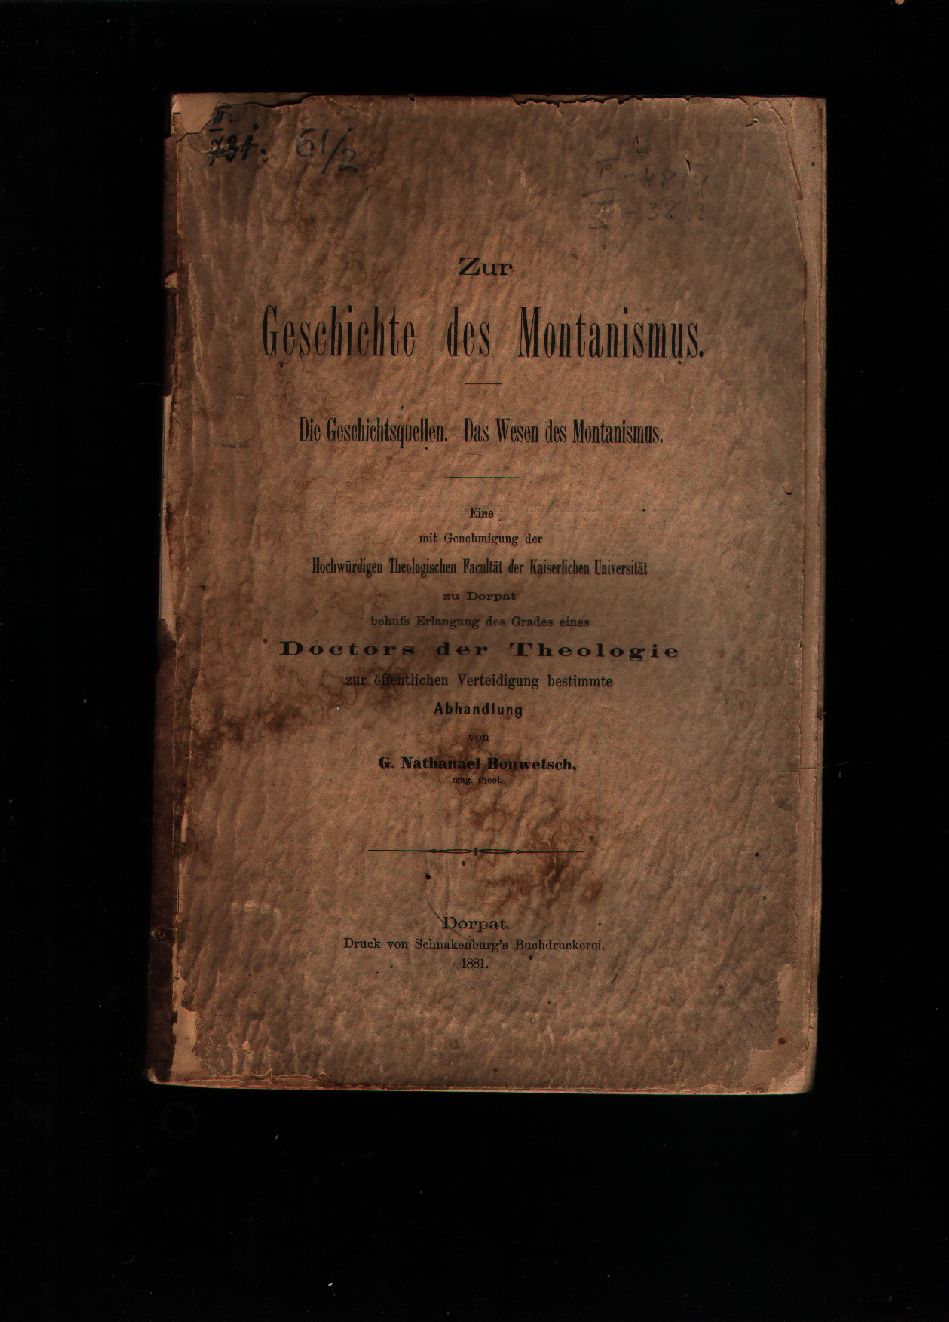 61/2
Zur
Geschichte des Montanismus.
Die Geschichtsquellen. Das Wesen des Montanismus.
Eine
mit Genehmigung der
Hochwürdigen Theologischen Facultät der Kaiserlichen Universität
zu Dorpat
behufs Erlangung des Grades eines
Doctors der Theologie
zur öffentlichen Verteidigung bestimmte
Abhandlung
von
G. Nathanael Bonwetsch,
mag. theol.
Dorpat.
Druck von Schnakenburg's Buchdruckerei.
1881.